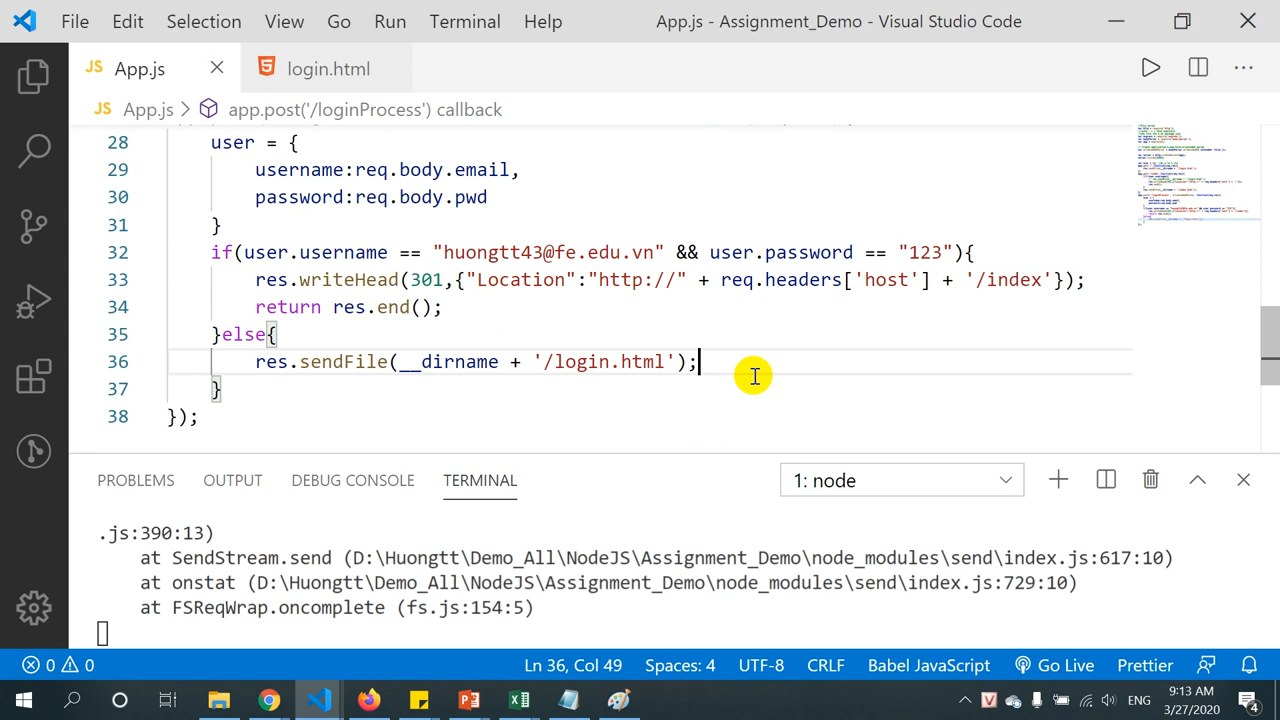 File Edit Selection View Go Run Terminal Help App.js - Assignment_Demo - Visual Studio Code
JS App.js login.html
JS App.js > app.post('/loginProcess') callback
28 user = {
29 username:req.body.email,
30 password:req.body.pwd
31 }
32 if(user.username == "huongtt43@fe.edu.vn" && user.password == "123"){
33 res.writeHead(301,{"Location":"http://" + req.headers['host'] + '/index'});
34 return res.end();
35 }else{
36 res.sendFile(__dirname + '/login.html');
37 }
38 });
PROBLEMS OUTPUT DEBUG CONSOLE TERMINAL 1: node
.js:390:13)
at SendStream.send (D:\Huongtt\Demo_All\NodeJS\Assignment_Demo\node_modules\send\index.js:617:10)
at onstat (D:\Huongtt\Demo_All\NodeJS\Assignment_Demo\node_modules\send\index.js:729:10)
at FSReqWrap.oncomplete (fs.js:154:5)
0 0 Ln 36, Col 49 Spaces: 4 UTF-8 CRLF Babel JavaScript Go Live Prettier
ENG 9:13 AM
3/27/2020 4